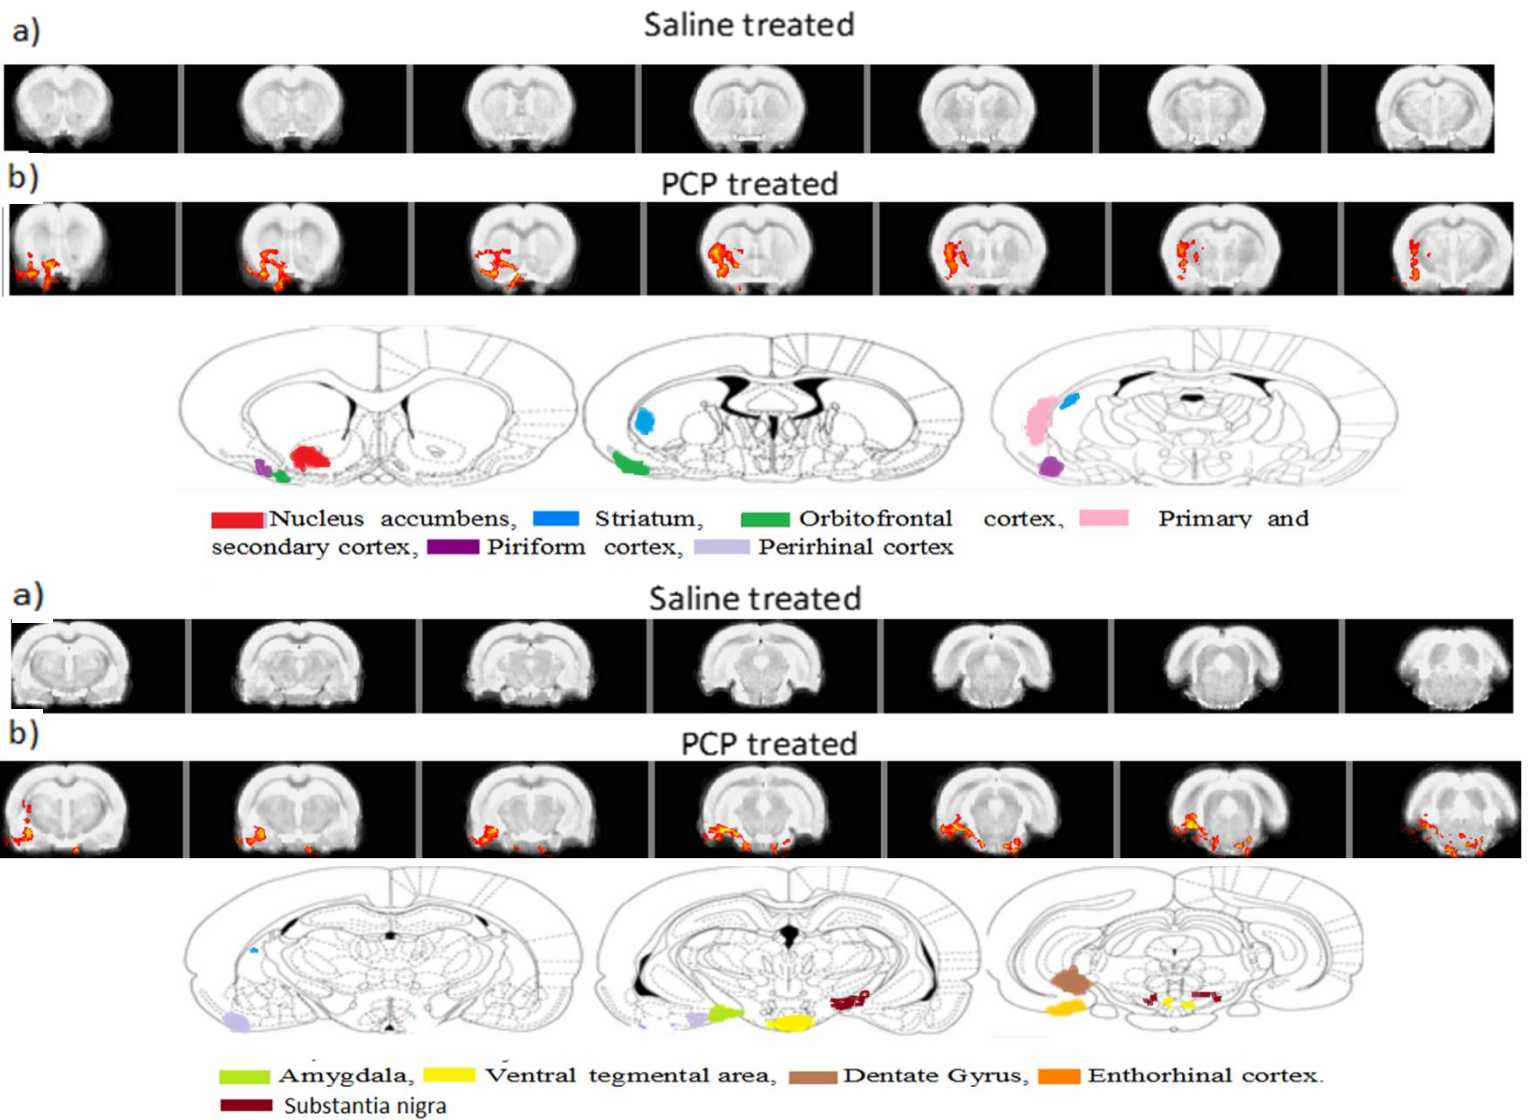 a)
Saline treated
b)
PCP treated
Nucleus accumbens, Striatum, Orbitofrontal cortex, Primary and
secondary cortex, Piriform cortex, Perirhinal cortex
a)
Saline treated
b)
PCP treated
Amygdala, Ventral tegmental area, Dentate Gyrus, Enthorhinal cortex.
Substantia nigra